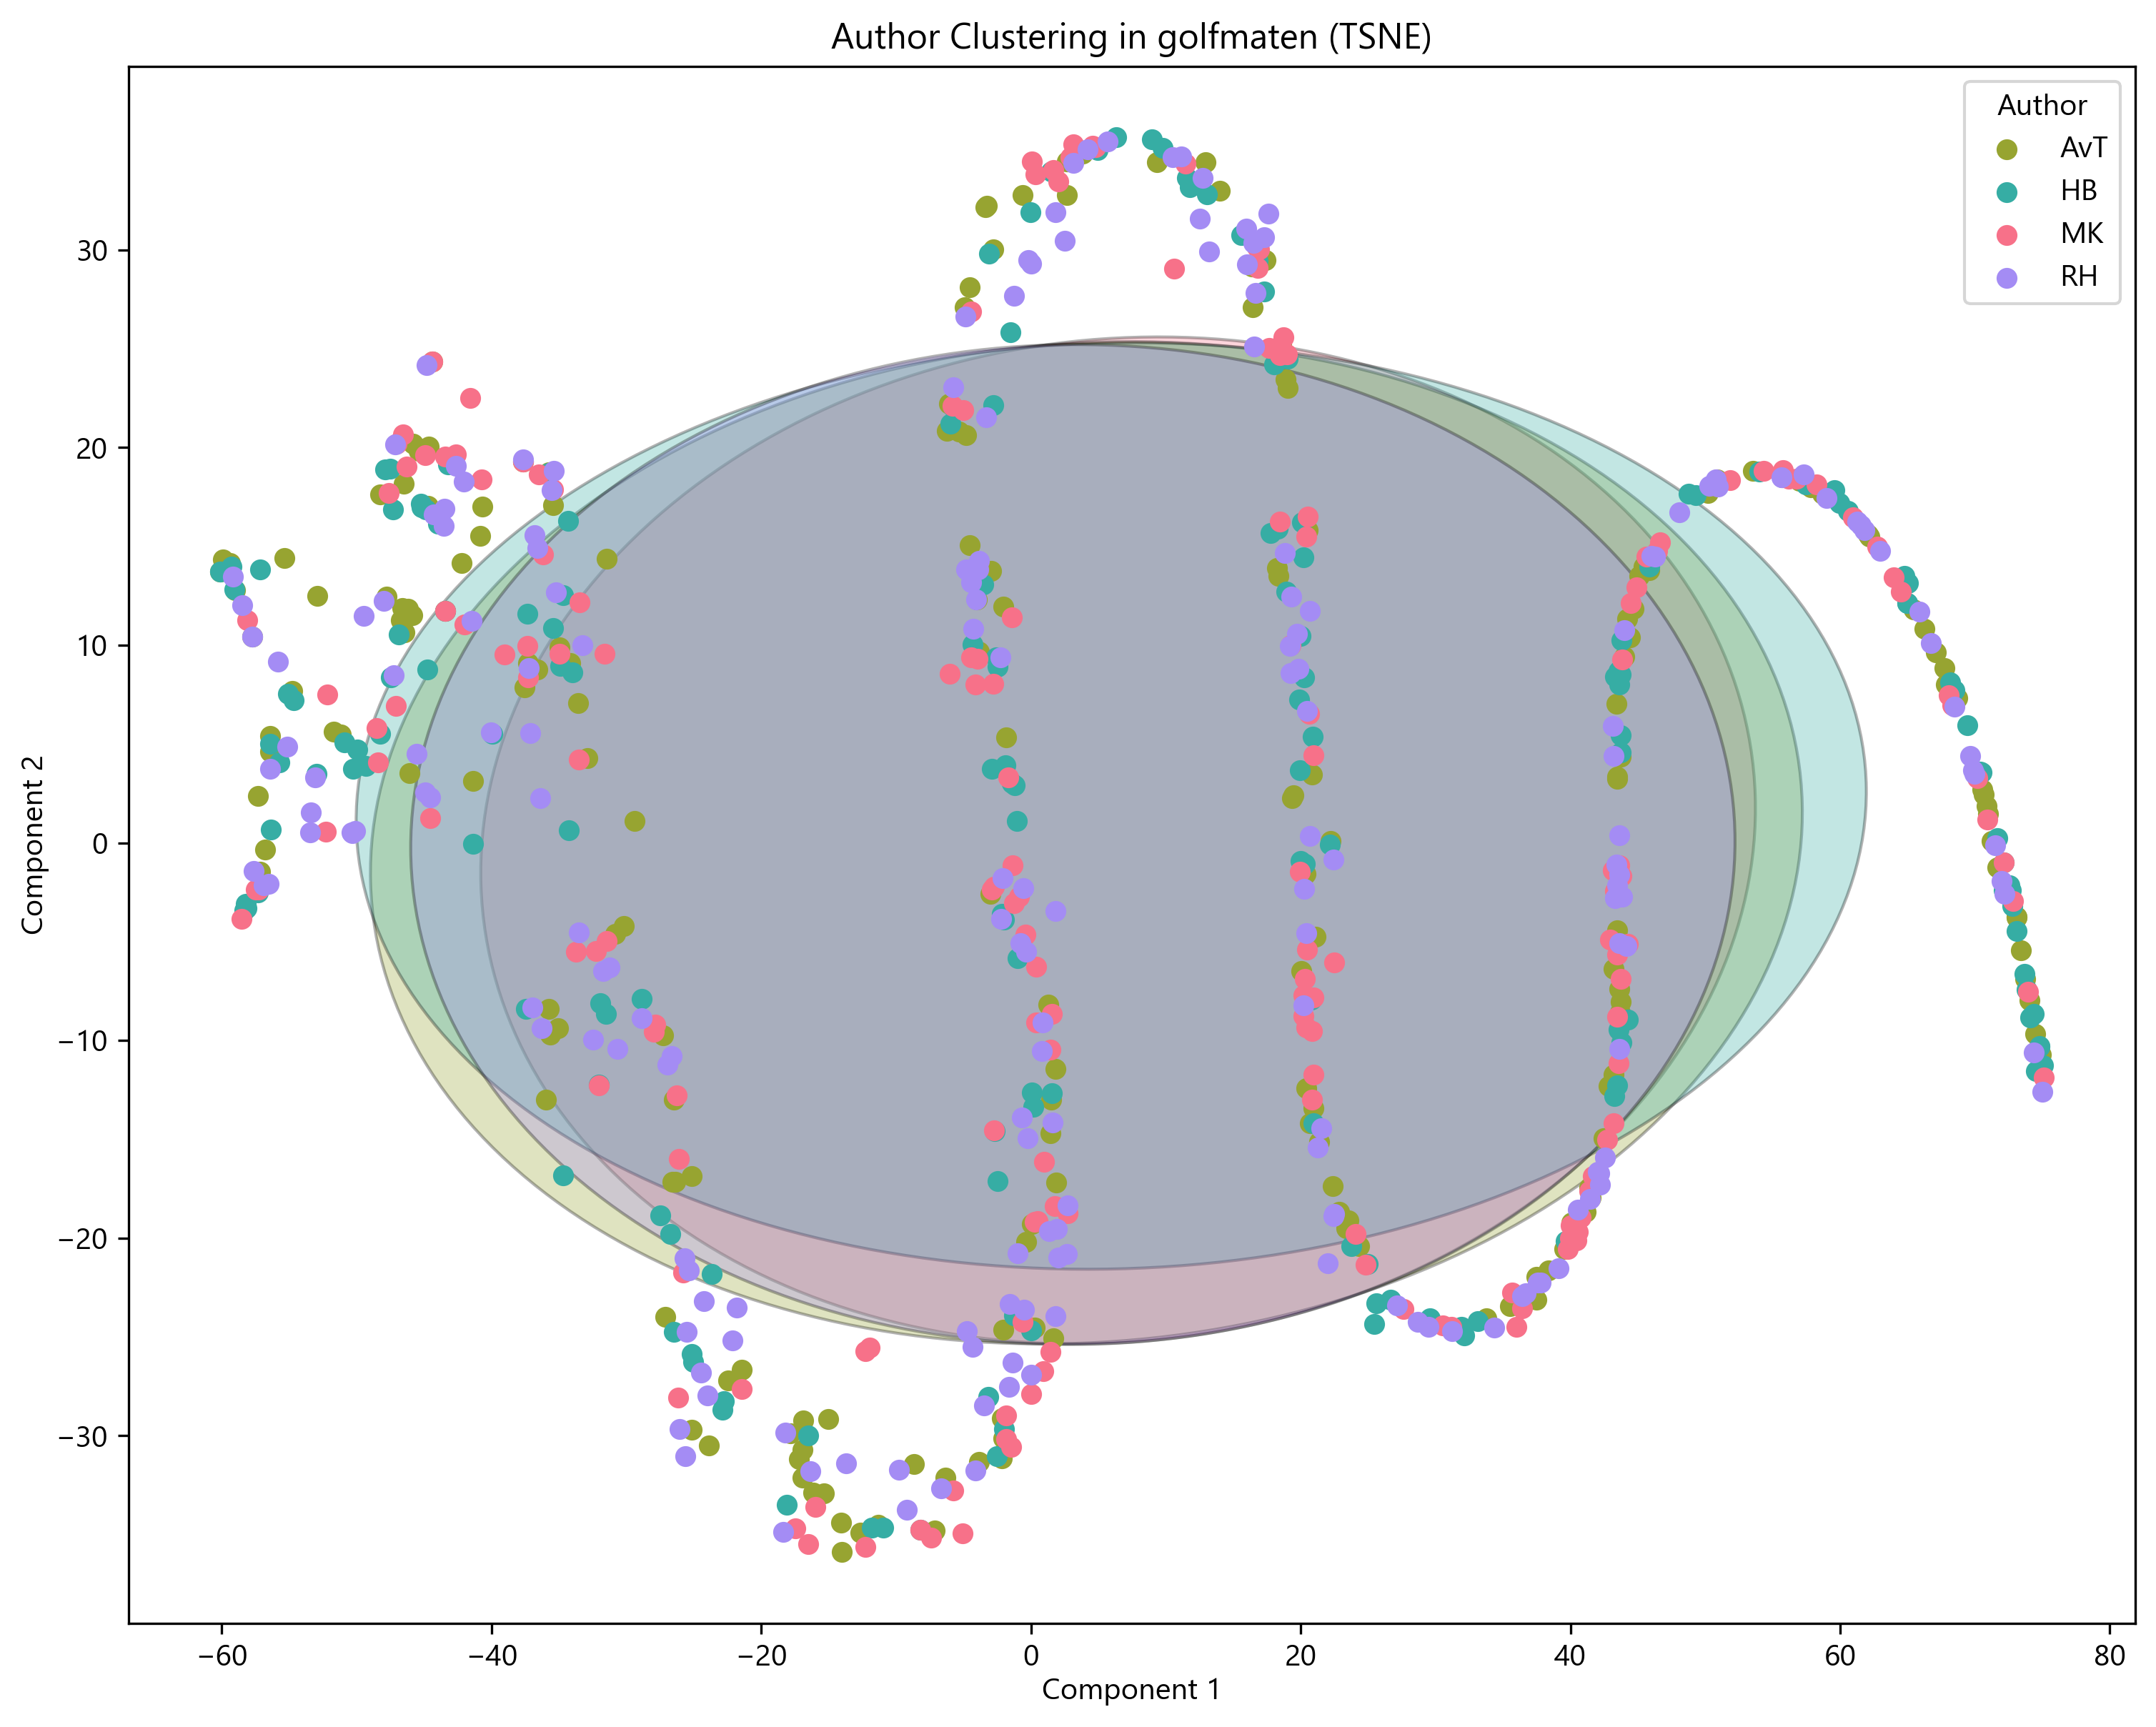 Author Clustering in golfmaten (TSNE)
Author
AvT
HB
MK
RH
30
20
10
0
−10
−20
−30
Component 2
−60
−40
−20
0
20
40
60
80
Component 1